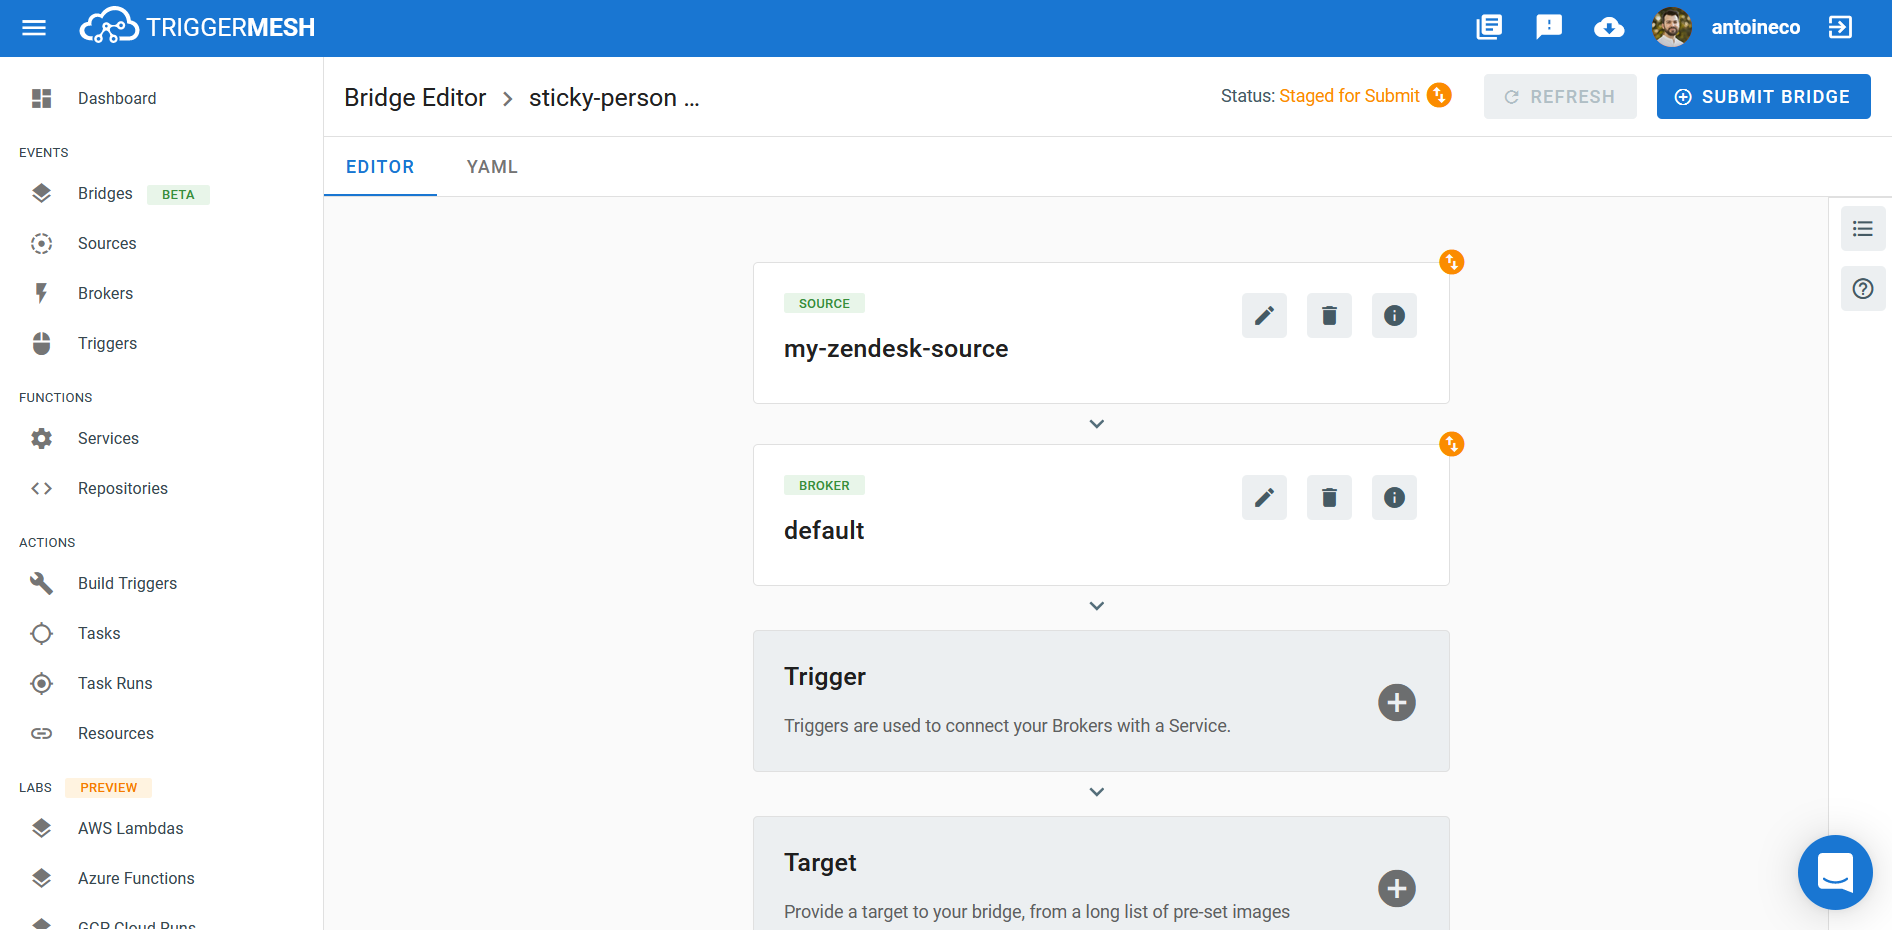 TRIGGERMESH
antoineco
Dashboard
EVENTS
Bridges BETA
Sources
Brokers
Triggers
FUNCTIONS
Services
Repositories
ACTIONS
Build Triggers
Tasks
Task Runs
Resources
LABS PREVIEW
AWS Lambdas
Azure Functions
GCP Cloud Runs
Bridge Editor > sticky-person ...
Status: Staged for Submit
REFRESH
SUBMIT BRIDGE
EDITOR YAML
SOURCE
my-zendesk-source
BROKER
default
Trigger
Triggers are used to connect your Brokers with a Service.
Target
Provide a target to your bridge, from a long list of pre-set images